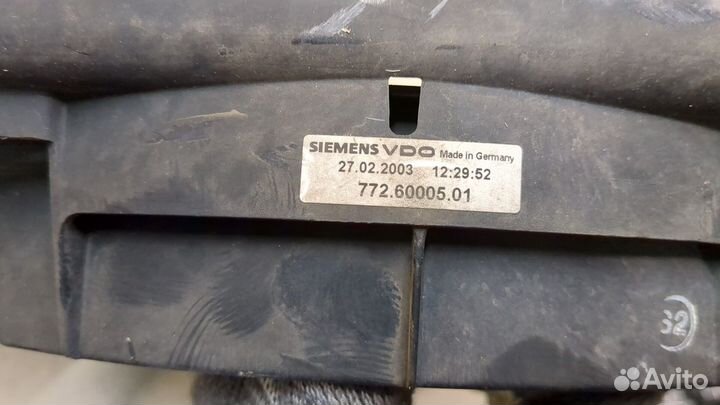 SIEMENS VDO Made in Germany
27.02.2003 12:29:52
772.60005.01
32
Avito